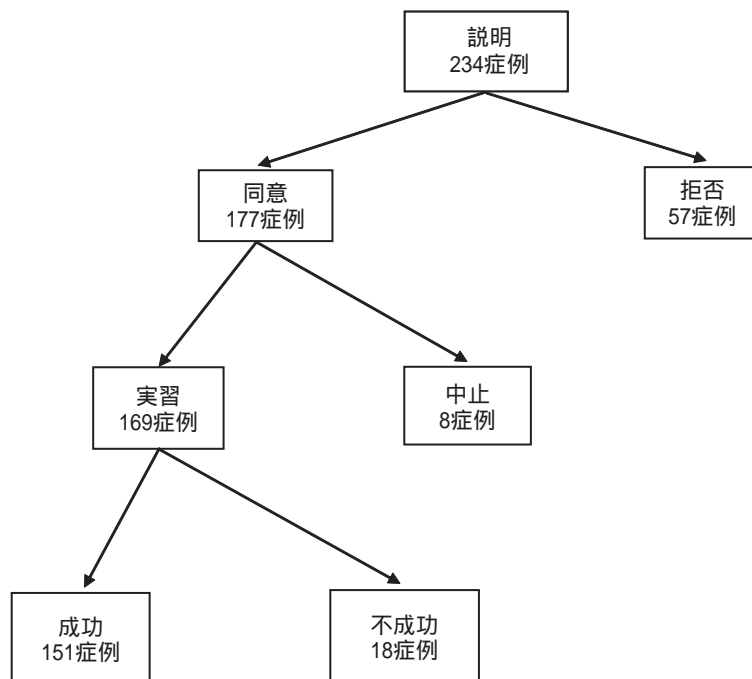 説明
234症例
同意
177症例
拒否
57症例
実習
169症例
中止
8症例
成功
151症例
不成功
18症例